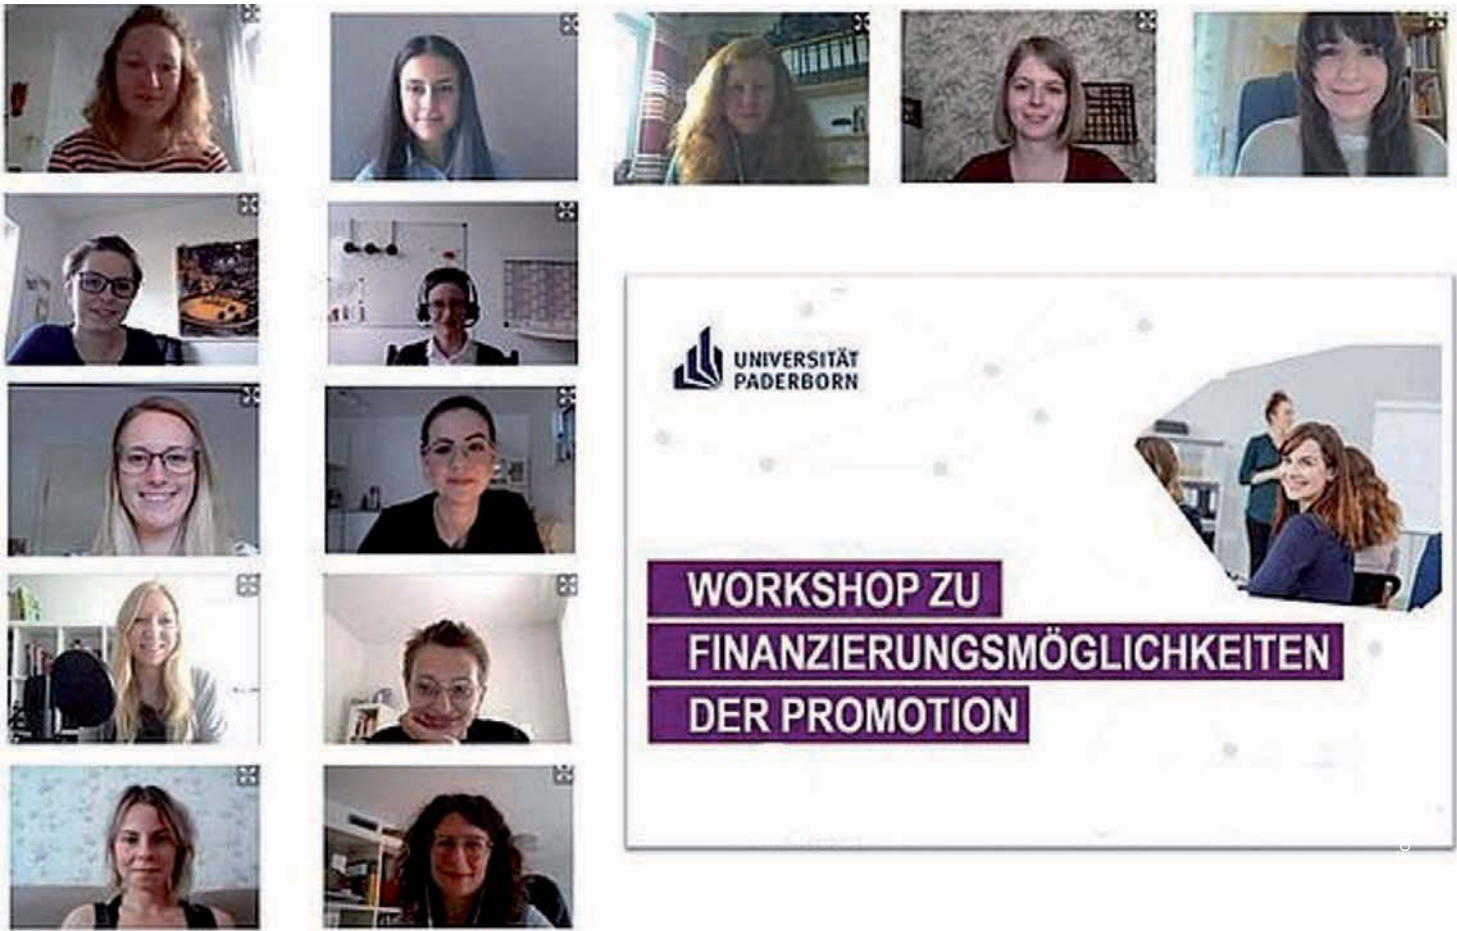 UNIVERSITÄT
PADERBORN
WORKSHOP ZU
FINANZIERUNGSMÖGLICHKEITEN
DER PROMOTION